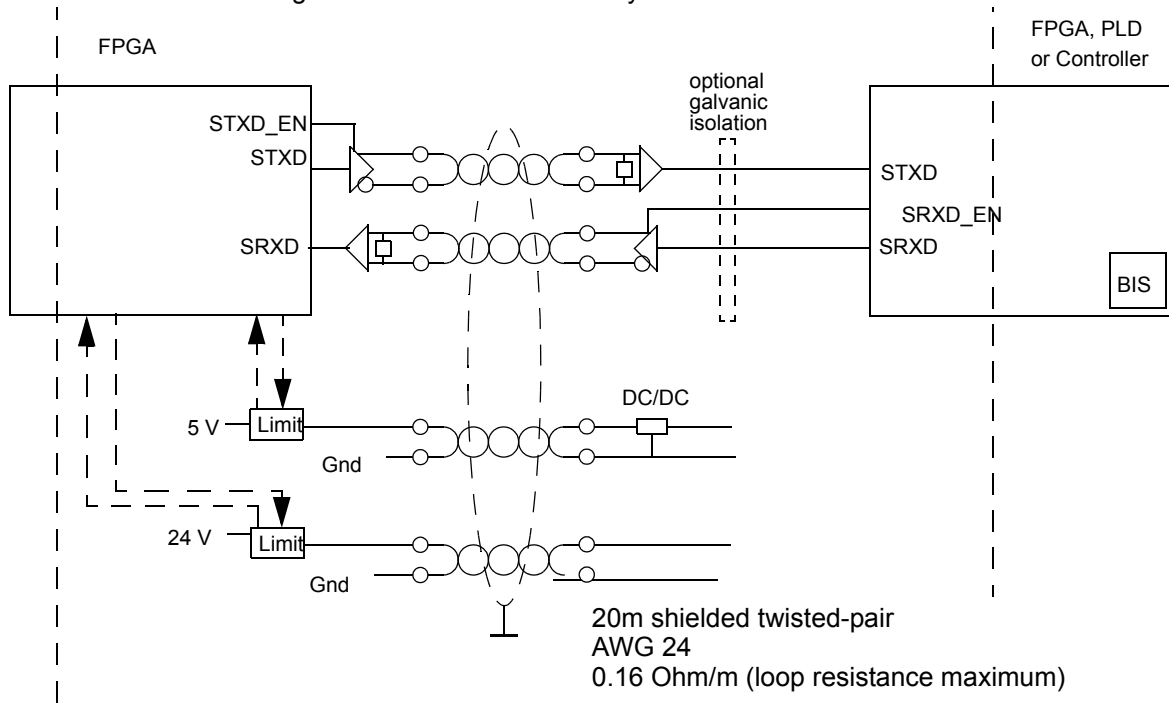 FPGA
FPGA, PLD
or Controller
optional
galvanic
isolation
STXD_EN
STXD
STXD
SRXD_EN
SRXD
SRXD
BIS
DC/DC
5 V
Limit
Gnd
24 V
Limit
Gnd
20m shielded twisted-pair
AWG 24
0.16 Ohm/m (loop resistance maximum)